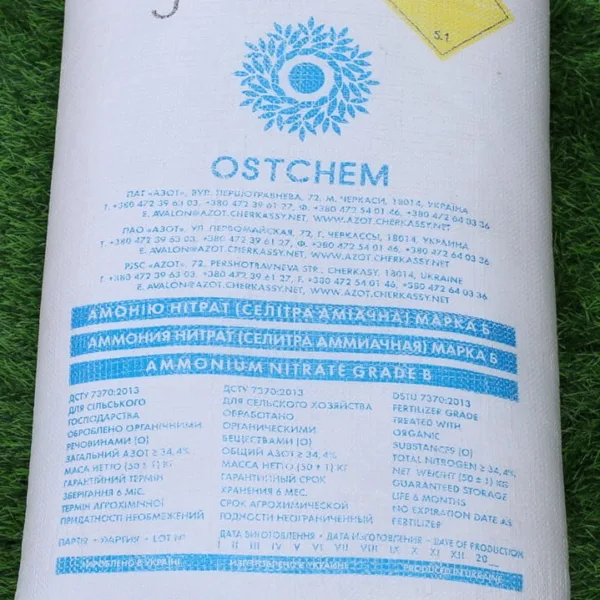 5.1
OSTCHEM
ПАТ «АЗОТ», ВУЛ. ПЕРШОТРАВНЕВА, 72, М. ЧЕРКАСИ, 18014, УКРАЇНА
Т. +380 472 39 63 03, +380 472 39 61 27, Ф. +380 472 54 01 46, +380 472 64 03 36
E. AVALON@AZOT.CHERKASSY.NET, WWW.AZOT.CHERKASSY.NET
ПАО «АЗОТ», УЛ. ПЕРВОМАЙСКАЯ, 72, Г. ЧЕРКАССЫ, 18014, УКРАИНА
Т. +380 472 39 63 03, +380 472 39 61 27, Ф. +380 472 54 01 46, +380 472 64 03 36
E. AVALON@AZOT.CHERKASSY.NET, WWW.AZOT.CHERKASSY.NET
PJSC «AZOT», 72, PERSHOTRAVNEVA STR., CHERKASY, 18014, UKRAINE
T. +380 472 39 63 03, +380 472 39 61 27, F. +380 472 54 01 46, +380 472 64 03 36
E. AVALON@AZOT.CHERKASSY.NET, WWW.AZOT.CHERKASSY.NET
АМОНІЮ НІТРАТ (СЕЛІТРА АМІАЧНА) МАРКА Б
АММОНИЯ НИТРАТ (СЕЛИТРА АММИАЧНАЯ) МАРКА Б
AMMONIUM NITRATE GRADE B
ДСТУ 7370:2013
ДЛЯ СІЛЬСЬКОГО
ГОСПОДАРСТВА
ОБРОБЛЕНО ОРГАНІЧНИМИ
РЕЧОВИНАМИ (О)
ЗАГАЛЬНИЙ АЗОТ ≥ 34,4%
МАСА НЕТТО (50 ± 1) КГ
ГАРАНТІЙНИЙ ТЕРМІН
ЗБЕРІГАННЯ 6 МІС.
ТЕРМІН АГРОХІМІЧНОЇ
ПРИДАТНОСТІ НЕОБМЕЖЕНИЙ
ДСТУ 7370:2013
ДЛЯ СЕЛЬСКОГО ХОЗЯЙСТВА
ОБРАБОТАНО
ОРГАНИЧЕСКИМИ
ВЕЩЕСТВАМИ (О)
ОБЩИЙ АЗОТ ≥ 34,4%
МАССА НЕТТО (50 ± 1) КГ
ГАРАНТИЙНЫЙ СРОК
ХРАНЕНИЯ 6 МЕС.
СРОК АГРОХИМИЧЕСКОЙ
ГОДНОСТИ НЕОГРАНИЧЕННЫЙ
DSTU 7370:2013
FERTILIZER GRADE
TREATED WITH
ORGANIC
SUBSTANCES (O)
TOTAL NITROGEN ≥ 34,4%
NET WEIGHT (50 ± 1) KG
GUARANTEED STORAGE
LIFE 6 MONTHS
NO EXPIRATION DATE AS
FERTILIZER
ПАРТІЯ • ПАРТИЯ • LOT № ДАТА ВИГОТОВЛЕННЯ • ДАТА ИЗГОТОВЛЕНИЯ • DATE OF PRODUCTION
I II III IV V VI VII VIII IX X XI XII 20__
ВИРОБЛЕНО В УКРАЇНІ ИЗГОТОВЛЕНО В УКРАИНЕ PRODUCED IN UKRAINE